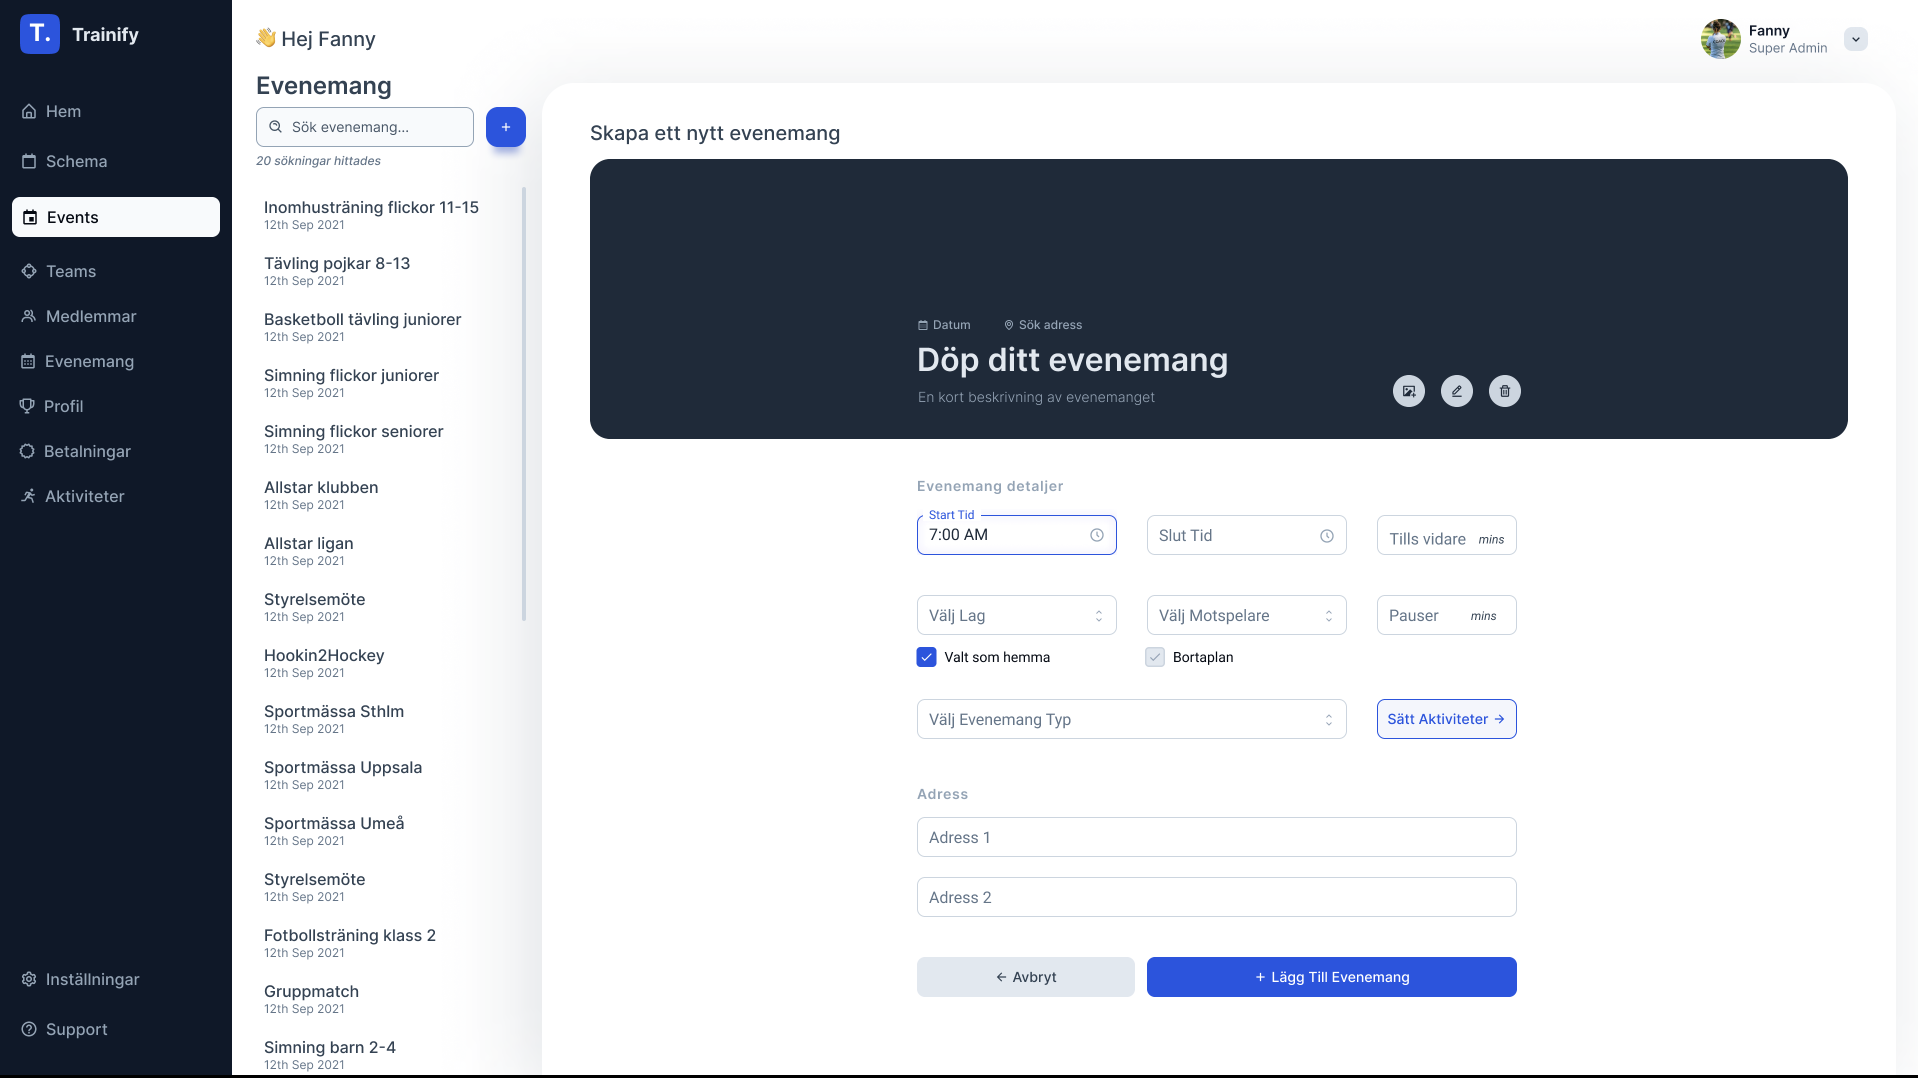 T. Trainify
Hem
Schema
Events
Teams
Medlemmar
Evenemang
Profil
Betalningar
Aktiviteter
Inställningar
Support
👋 Hej Fanny
Evenemang
Sök evenemang...
+
20 sökningar hittades
Inomhusträning flickor 11-15
12th Sep 2021
Tävling pojkar 8-13
12th Sep 2021
Basketboll tävling juniorer
12th Sep 2021
Simning flickor juniorer
12th Sep 2021
Simning flickor seniorer
12th Sep 2021
Allstar klubben
12th Sep 2021
Allstar ligan
12th Sep 2021
Styrelsemöte
12th Sep 2021
Hookin2Hockey
12th Sep 2021
Sportmässa Sthlm
12th Sep 2021
Sportmässa Uppsala
12th Sep 2021
Sportmässa Umeå
12th Sep 2021
Styrelsemöte
12th Sep 2021
Fotbollsträning klass 2
12th Sep 2021
Gruppmatch
12th Sep 2021
Simning barn 2-4
12th Sep 2021
Fanny
Super Admin
Skapa ett nytt evenemang
Datum Sök adress
Döp ditt evenemang
En kort beskrivning av evenemanget
Evenemang detaljer
Start Tid
7:00 AM
Slut Tid
Tills vidare mins
Välj Lag
Välj Motspelare
Pauser mins
Valt som hemma
Bortaplan
Välj Evenemang Typ
Sätt Aktiviteter →
Adress
Adress 1
Adress 2
← Avbryt
+ Lägg Till Evenemang